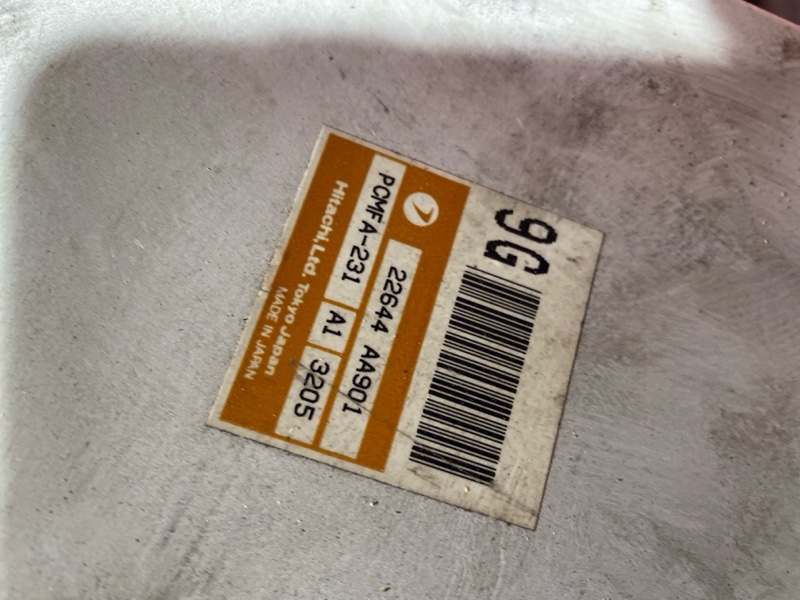 9G
22644 AA901
PCMFA-231 A1 3205
Hitachi, Ltd. Tokyo Japan
MADE IN JAPAN